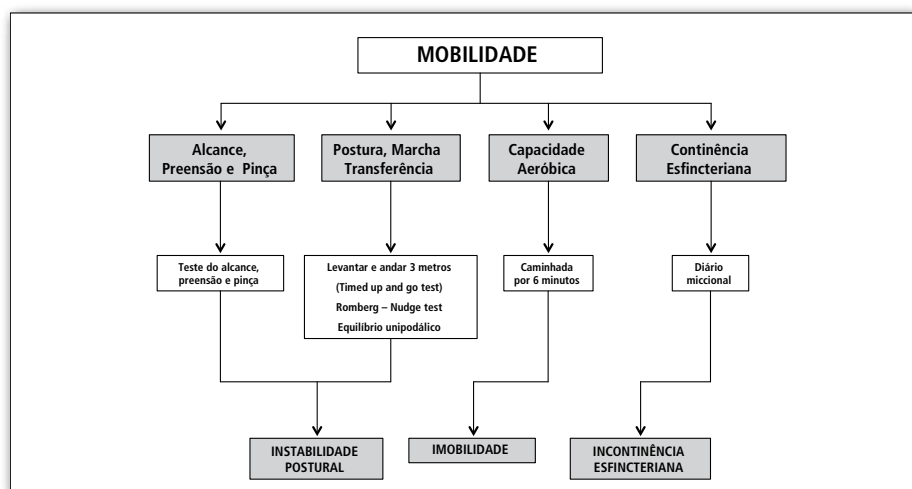 MOBILIDADE
Alcance,
Preensão e Pinça
Postura, Marcha
Transferência
Capacidade
Aeróbica
Continência
Esfincteriana
Teste do alcance,
preensão e pinça
Levantar e andar 3 metros
(Timed up and go test)
Romberg – Nudge test
Equilíbrio unipodálico
Caminhada
por 6 minutos
Diário
miccional
INSTABILIDADE
POSTURAL
IMOBILIDADE
INCONTINÊNCIA
ESFINCTERIANA